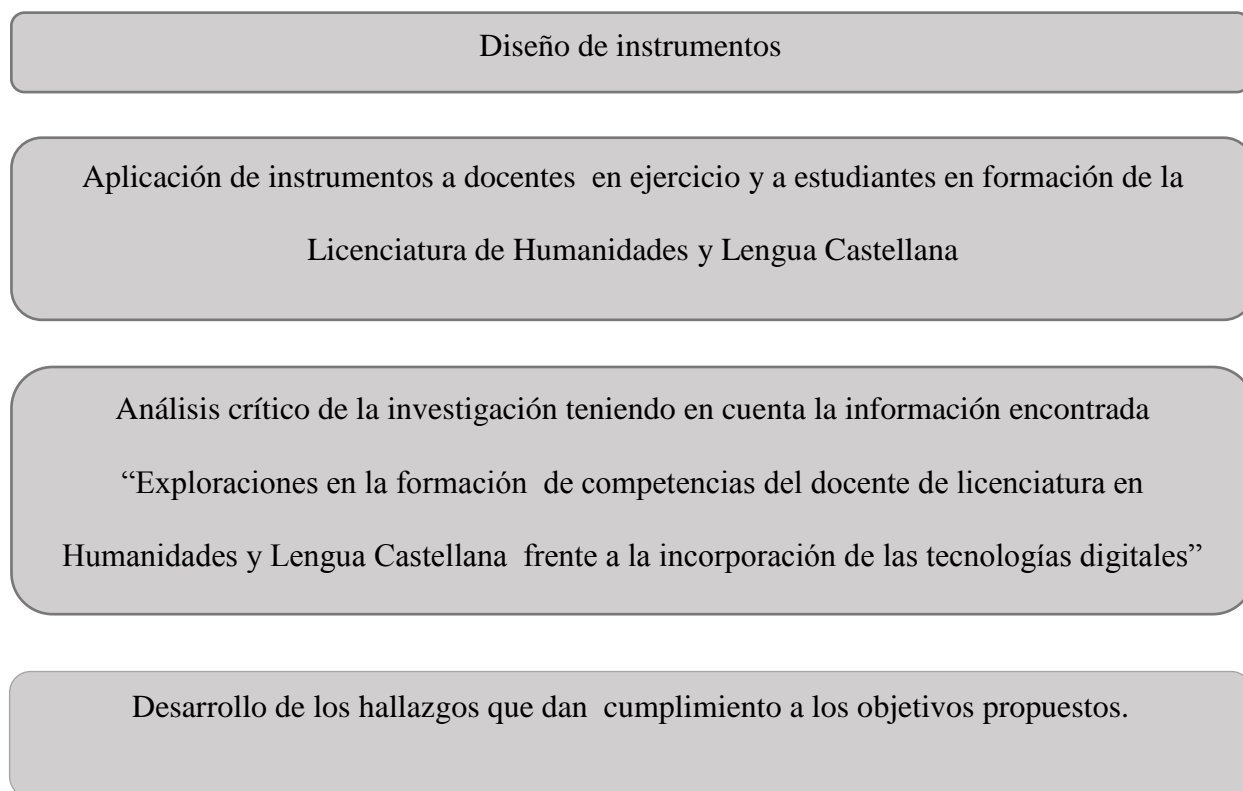 Diseño de instrumentos
Aplicación de instrumentos a docentes en ejercicio y a estudiantes en formación de la
Licenciatura de Humanidades y Lengua Castellana
Análisis crítico de la investigación teniendo en cuenta la información encontrada
“Exploraciones en la formación de competencias del docente de licenciatura en
Humanidades y Lengua Castellana frente a la incorporación de las tecnologías digitales”
Desarrollo de los hallazgos que dan cumplimiento a los objetivos propuestos.